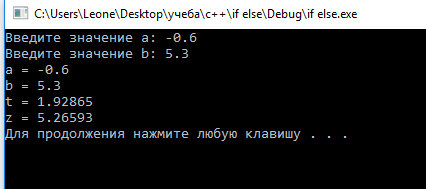 C:\Users\Leone\Desktop\учеба\c++\if else\Debug\if else.exe
Введите значение a: -0.6
Введите значение b: 5.3
a = -0.6
b = 5.3
t = 1.92865
z = 5.26593
Для продолжения нажмите любую клавишу . . .